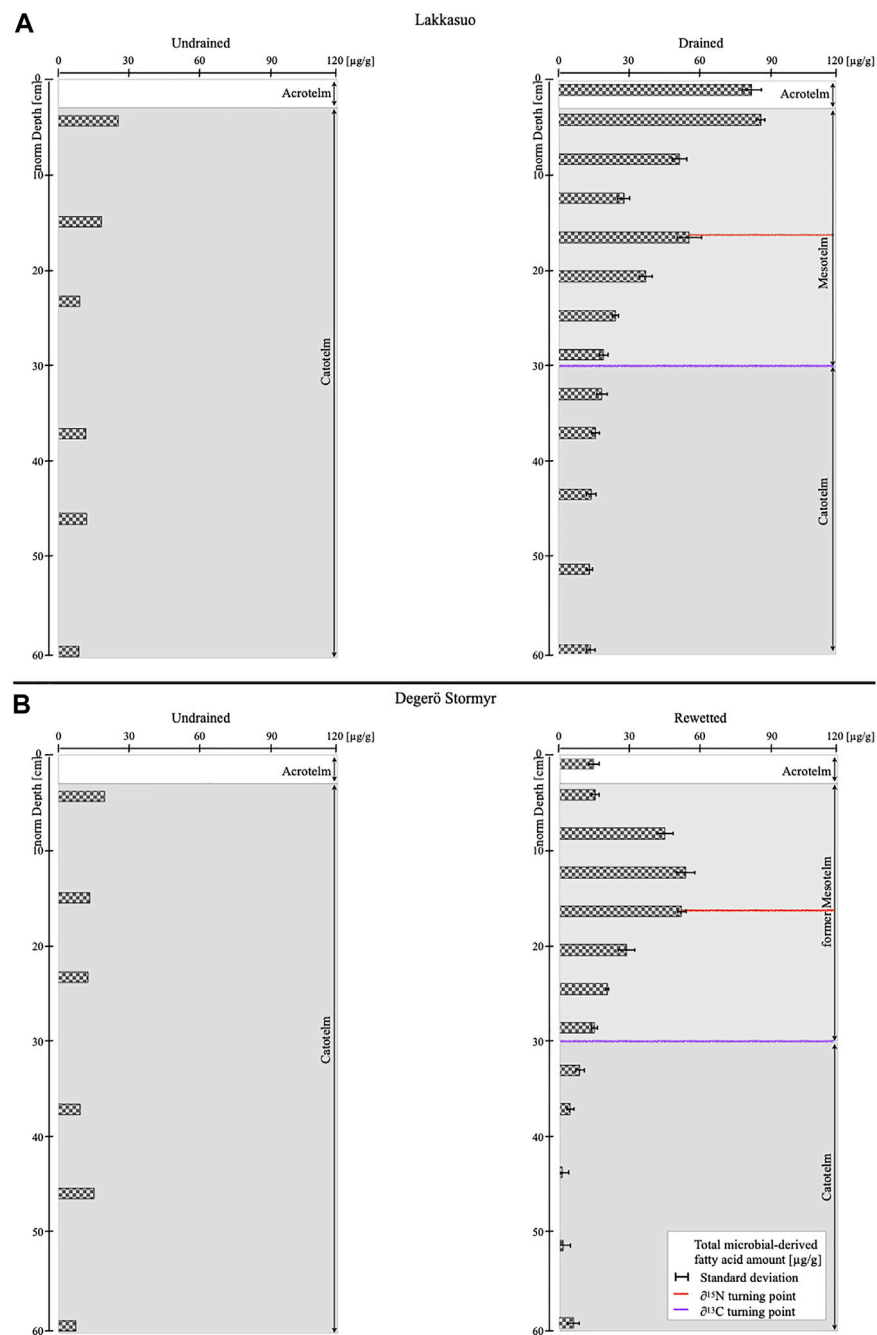 A
Lakkasuo
Undrained
0 30 60 90 120 [µg/g]
norm Depth [cm]
0
10
20
30
40
50
60
Acrotelm
Catotelm
Drained
0 30 60 90 120 [µg/g]
norm Depth [cm]
0
10
20
30
40
50
60
Acrotelm
Mesotelm
Catotelm
B
Degerö Stormyr
Undrained
0 30 60 90 120 [µg/g]
norm Depth [cm]
0
10
20
30
40
50
60
Acrotelm
Catotelm
Rewetted
0 30 60 90 120 [µg/g]
norm Depth [cm]
0
10
20
30
40
50
60
Acrotelm
former Mesotelm
Catotelm
Total microbial-derived
fatty acid amount [µg/g]
Standard deviation
∂¹⁵N turning point
∂¹³C turning point